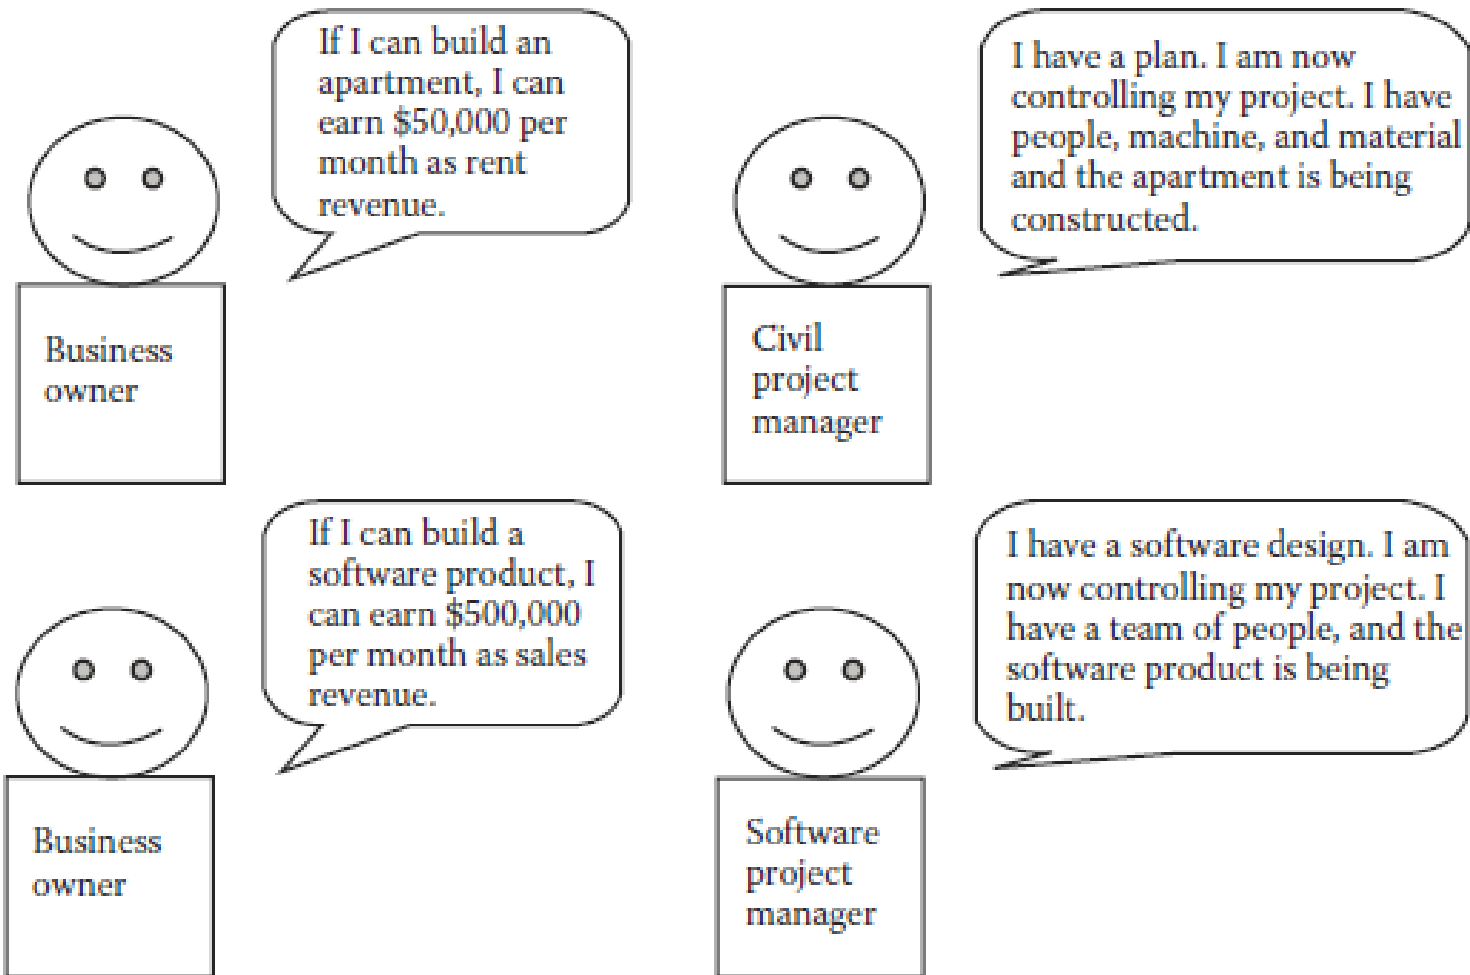 If I can build an
apartment, I can
earn $50,000 per
month as rent
revenue.
Business
owner
I have a plan. I am now
controlling my project. I have
people, machine, and material
and the apartment is being
constructed.
Civil
project
manager
If I can build a
software product, I
can earn $500,000
per month as sales
revenue.
Business
owner
I have a software design. I am
now controlling my project. I
have a team of people, and the
software product is being
built.
Software
project
manager